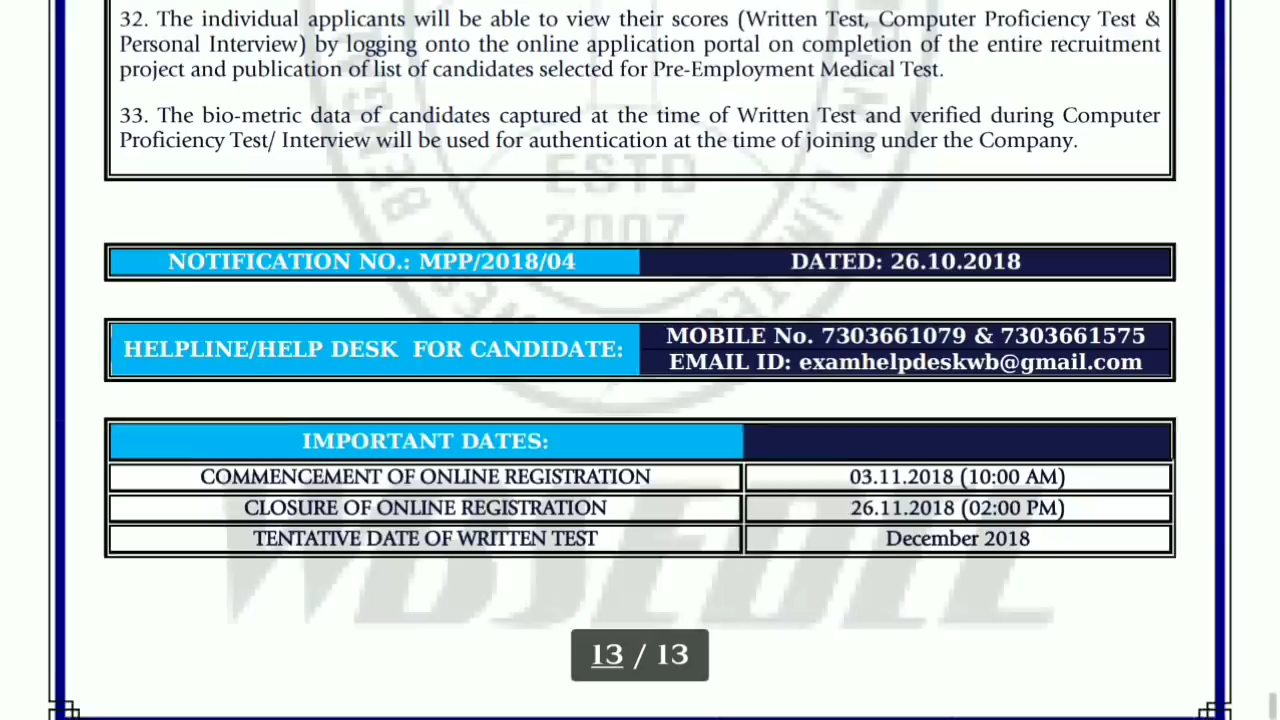 32. The individual applicants will be able to view their scores (Written Test, Computer Proficiency Test &
Personal Interview) by logging onto the online application portal on completion of the entire recruitment
project and publication of list of candidates selected for Pre-Employment Medical Test.
33. The bio-metric data of candidates captured at the time of Written Test and verified during Computer
Proficiency Test/ Interview will be used for authentication at the time of joining under the Company.
ESTD
2007
NOTIFICATION NO.: MPP/2018/04 DATED: 26.10.2018
HELPLINE/HELP DESK FOR CANDIDATE: MOBILE No. 7303661079 & 7303661575
EMAIL ID: examhelpdeskwb@gmail.com
IMPORTANT DATES:
COMMENCEMENT OF ONLINE REGISTRATION 03.11.2018 (10:00 AM)
CLOSURE OF ONLINE REGISTRATION 26.11.2018 (02:00 PM)
TENTATIVE DATE OF WRITTEN TEST December 2018
WBSEDCL
13 / 13